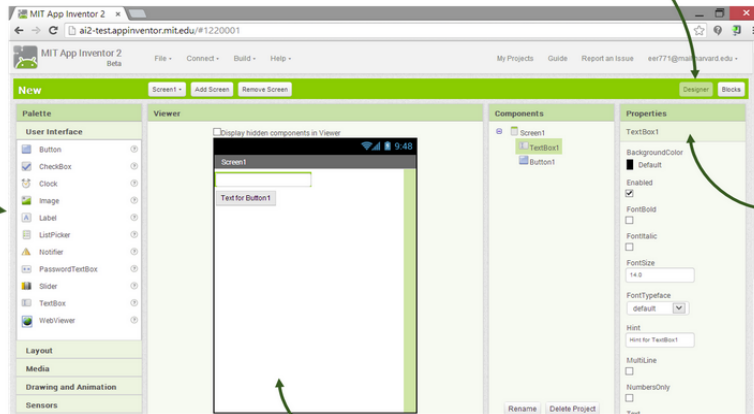 MIT App Inventor 2
ai2-test.appinventor.mit.edu/#1220001
MIT App Inventor 2
Beta
File Connect Build Help
My Projects Guide Report an Issue
New
Screen1 Add Screen Remove Screen
Designer Blocks
Palette
User Interface
Button
CheckBox
Clock
Image
Label
ListPicker
Notifier
PasswordTextBox
Slider
TextBox
WebViewer
Layout
Media
Drawing and Animation
Sensors
Viewer
Display hidden components in Viewer
9:48
Screen1
Text for Button1
Components
Screen1
TextBox1
Button1
Rename Delete Project
Properties
TextBox1
BackgroundColor
Default
Enabled
FontBold
FontItalic
FontSize
14.0
FontTypeface
default
Hint
Hint for TextBox1
MultiLine
NumbersOnly
Text